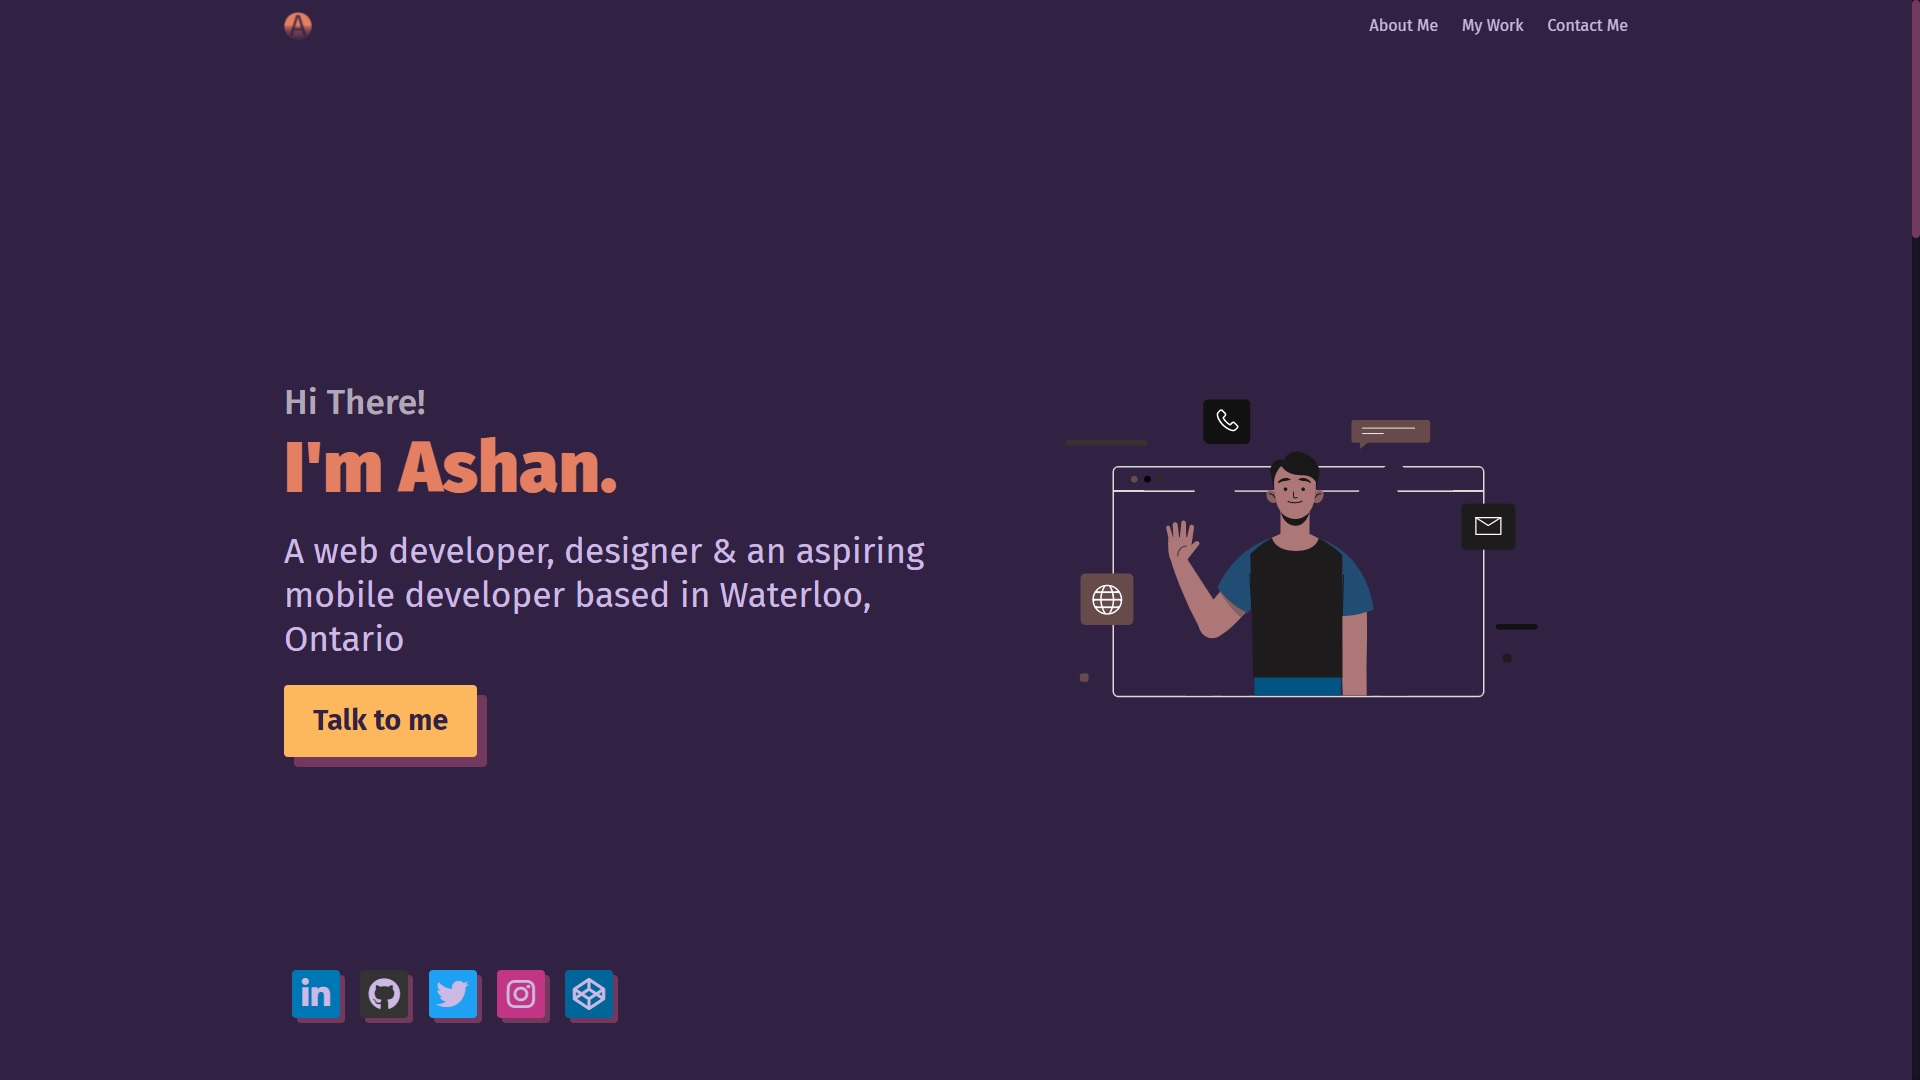 A
About Me
My Work
Contact Me
Hi There!
I'm Ashan.
A web developer, designer & an aspiring
mobile developer based in Waterloo,
Ontario
Talk to me
in